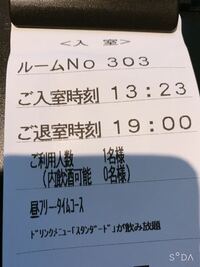 <入 室>
ルームNo 303
ご入室時刻 13:23
ご退室時刻 19:00
ご利用人数 1名様
(内飲酒可能 0名様)
昼フリータイムコース
ドリンクメニュー「スタンダード」が飲み放題
SODA